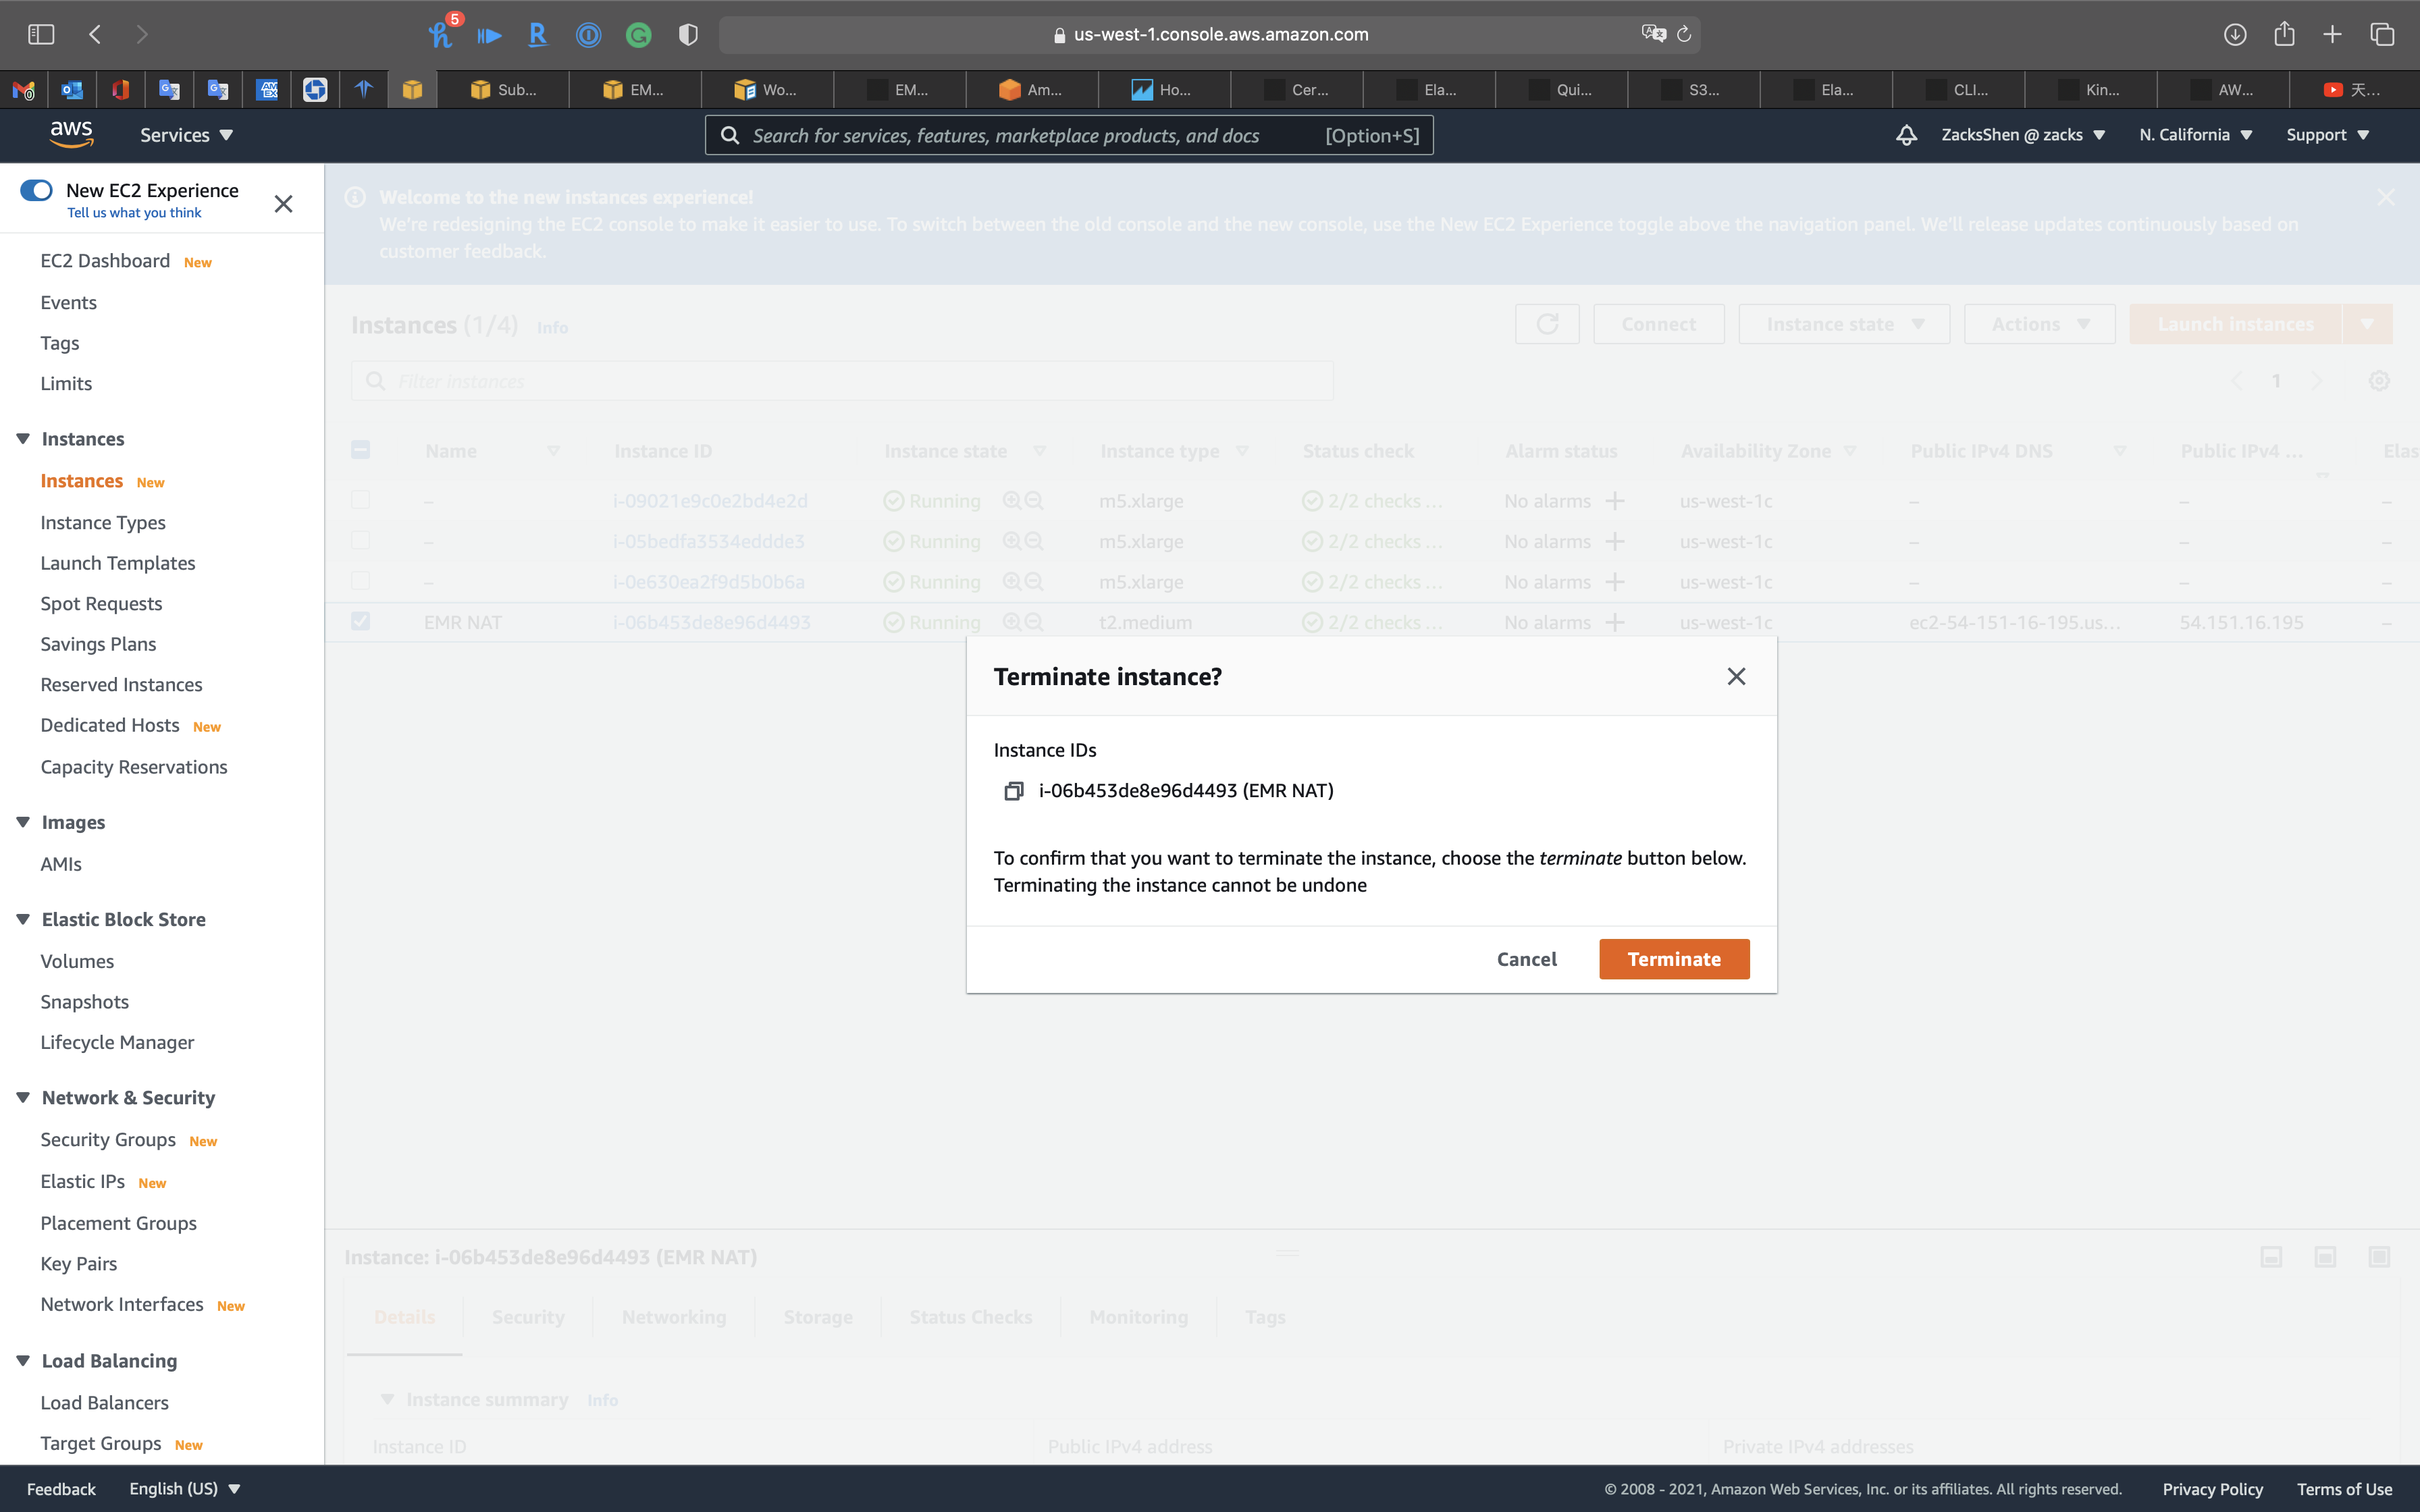 5
us-west-1.console.aws.amazon.com
Sub...
EM...
Wo...
EM...
Am...
Ho...
Cer...
Ela...
Qui...
S3...
Ela...
CLI...
Kin...
AW...
天...
aws
Services
Search for services, features, marketplace products, and docs
[Option+S]
ZacksShen @ zacks
N. California
Support
New EC2 Experience
Tell us what you think
EC2 Dashboard New
Events
Tags
Limits
Instances
Instances New
Instance Types
Launch Templates
Spot Requests
Savings Plans
Reserved Instances
Dedicated Hosts New
Capacity Reservations
Images
AMIs
Elastic Block Store
Volumes
Snapshots
Lifecycle Manager
Network & Security
Security Groups New
Elastic IPs New
Placement Groups
Key Pairs
Network Interfaces New
Load Balancing
Load Balancers
Target Groups New
Welcome to the new instances experience!
We're redesigning the EC2 console to make it easier to use. To switch between the old console and the new console, use the New EC2 Experience toggle above the navigation panel. We'll release updates continuously based on
customer feedback.
Instances (1/4) Info
Connect
Instance state
Actions
Launch instances
Filter instances
1
Name Instance ID Instance state Instance type Status check Alarm status Availability Zone Public IPv4 DNS Public IPv4 ... Elas
– i-09021e9c0e2bd4e2d Running m5.xlarge 2/2 checks ... No alarms us-west-1c – – –
– i-05bedfa3534eddde3 Running m5.xlarge 2/2 checks ... No alarms us-west-1c – – –
– i-0e630ea2f9d5b0b6a Running m5.xlarge 2/2 checks ... No alarms us-west-1c – – –
EMR NAT i-06b453de8e96d4493 Running t2.medium 2/2 checks ... No alarms us-west-1c ec2-54-151-16-195.us... 54.151.16.195 –
Terminate instance?
Instance IDs
i-06b453de8e96d4493 (EMR NAT)
To confirm that you want to terminate the instance, choose the terminate button below.
Terminating the instance cannot be undone
Cancel
Terminate
Instance: i-06b453de8e96d4493 (EMR NAT)
Details
Security
Networking
Storage
Status Checks
Monitoring
Tags
Instance summary Info
Instance ID
Public IPv4 address
Private IPv4 addresses
Feedback
English (US)
© 2008 - 2021, Amazon Web Services, Inc. or its affiliates. All rights reserved.
Privacy Policy
Terms of Use